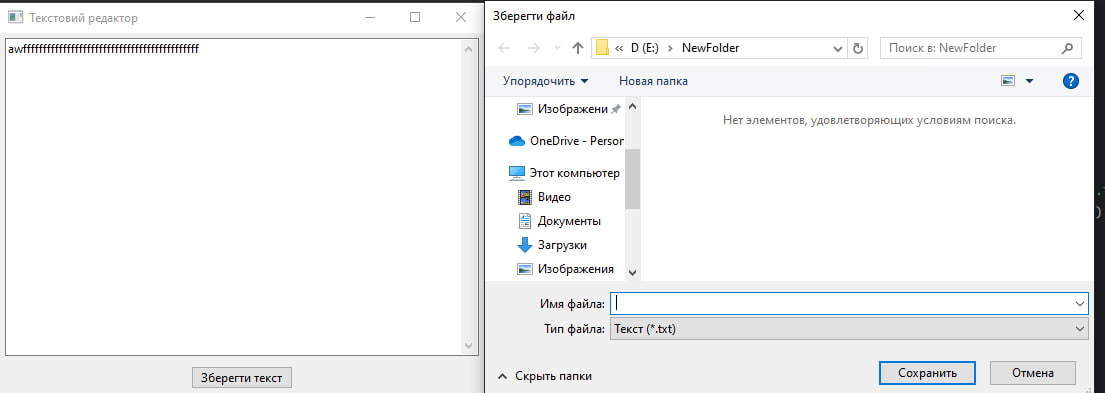 Текстовий редактор
awffffffffffffffffffffffffffffffffffffffffffff
Зберегти текст
Зберегти файл
« D (E:) › NewFolder
Поиск в: NewFolder
Упорядочить
Новая папка
?
Изображени
OneDrive - Person
Этот компьютер
Видео
Документы
Загрузки
Изображения
Нет элементов, удовлетворяющих условиям поиска.
Имя файла:
Тип файла: Текст (*.txt)
Скрыть папки
Сохранить
Отмена